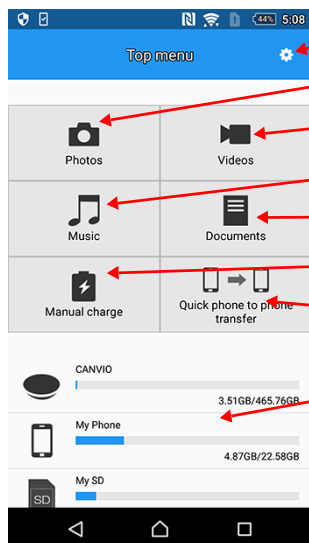 44% 5:08
Top menu
Photos
Videos
Music
Documents
Manual charge
Quick phone to phone
transfer
CANVIO
3.51GB/465.76GB
My Phone
4.87GB/22.58GB
My SD
SD